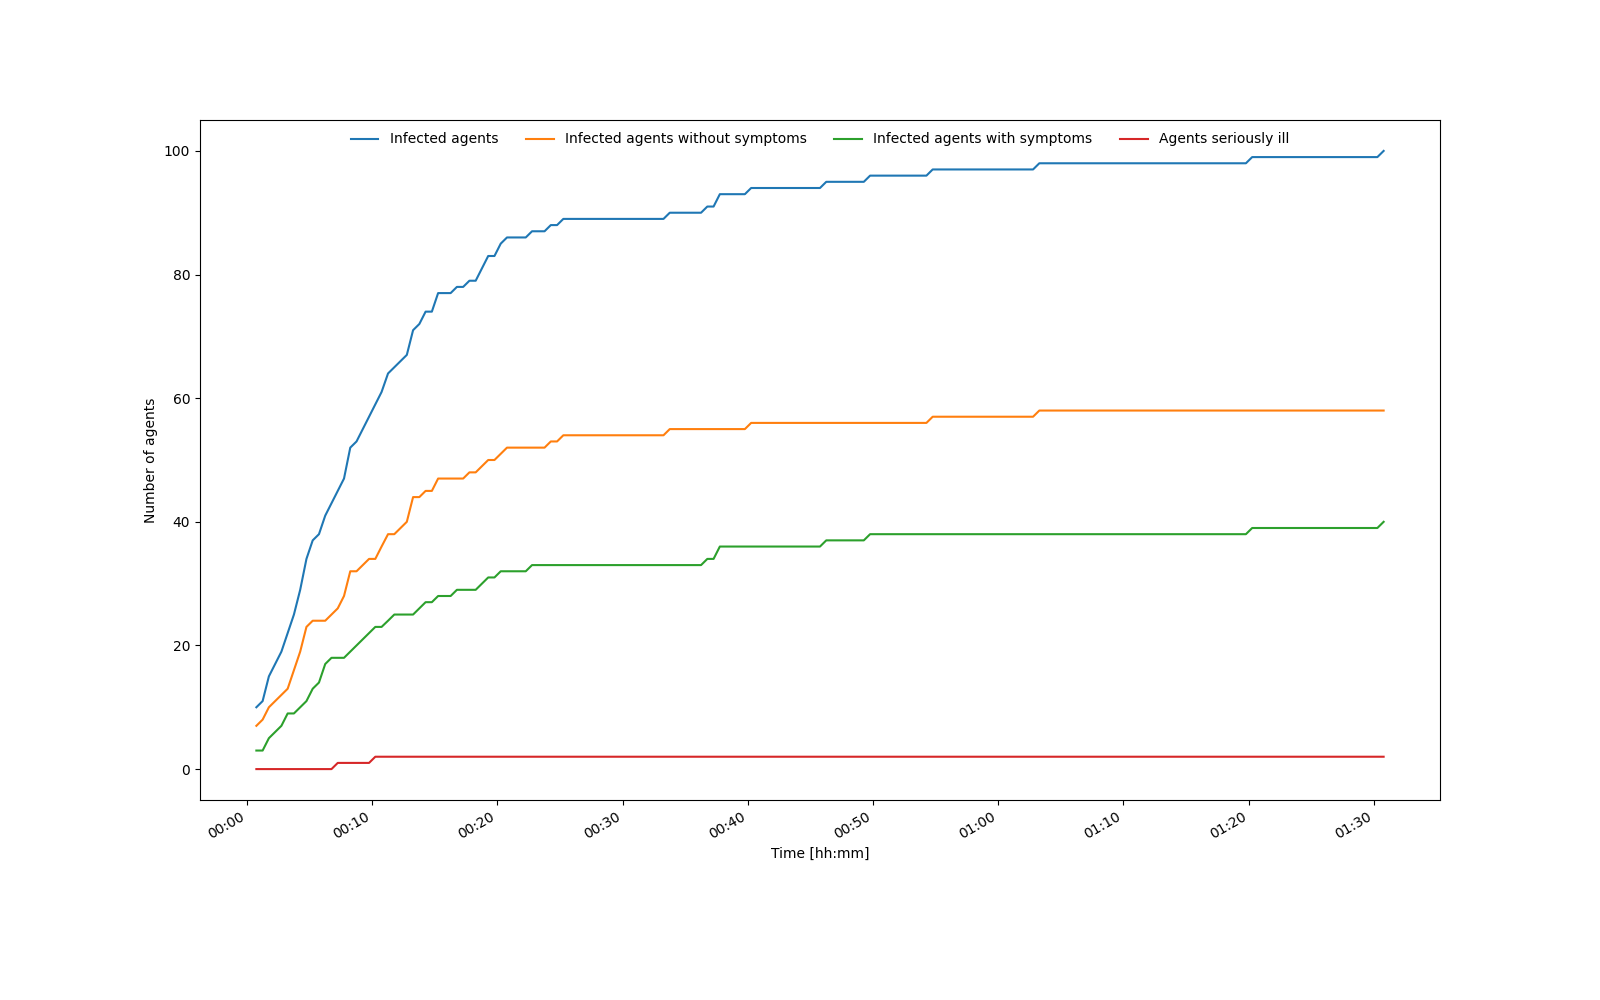 Infected agents Infected agents without symptoms Infected agents with symptoms Agents seriously ill
100
80
60
40
20
0
Number of agents
00:00 00:10 00:20 00:30 00:40 00:50 01:00 01:10 01:20 01:30
Time [hh:mm]